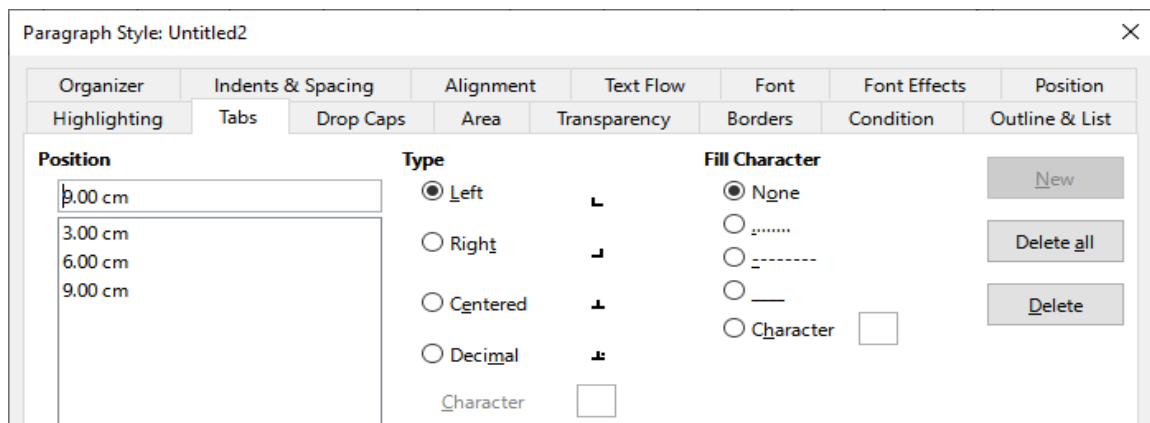 Paragraph Style: Untitled2
Organizer Indents & Spacing Alignment Text Flow Font Font Effects Position
Highlighting Tabs Drop Caps Area Transparency Borders Condition Outline & List
Position Type Fill Character
9.00 cm Left None New
3.00 cm
6.00 cm Right ........ Delete all
9.00 cm --------
Centered ____ Delete
Character
Decimal
Character